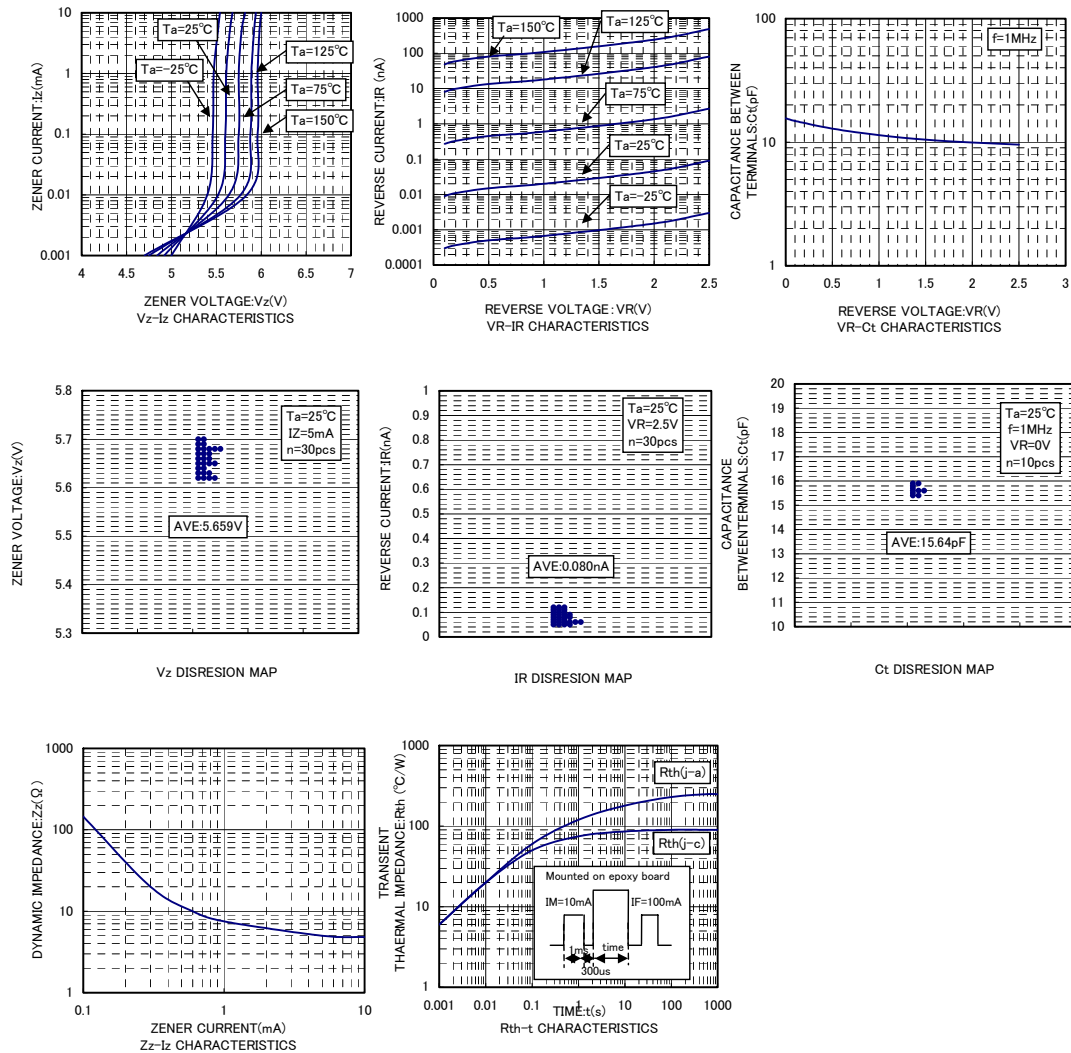 ZENER CURRENT:Iz(mA)
10
1
0.1
0.01
0.001
Ta=25℃
Ta=-25℃
Ta=125℃
Ta=75℃
Ta=150℃
4 4.5 5 5.5 6 6.5 7
ZENER VOLTAGE:Vz(V)
Vz-Iz CHARACTERISTICS
REVERSE CURRENT:IR (nA)
1000
100
10
1
0.1
0.01
0.001
0.0001
Ta=150℃
Ta=125℃
Ta=75℃
Ta=25℃
Ta=-25℃
0 0.5 1 1.5 2 2.5
REVERSE VOLTAGE:VR(V)
VR-IR CHARACTERISTICS
CAPACITANCE BETWEEN
TERMINALS:Ct(pF)
100
10
1
f=1MHz
0 0.5 1 1.5 2 2.5 3
REVERSE VOLTAGE:VR(V)
VR-Ct CHARACTERISTICS
ZENER VOLTAGE:Vz(V)
5.8
5.7
5.6
5.5
5.4
5.3
Ta=25℃
IZ=5mA
n=30pcs
AVE:5.659V
Vz DISRESION MAP
REVERSE CURRENT:IR(nA)
1
0.9
0.8
0.7
0.6
0.5
0.4
0.3
0.2
0.1
0
Ta=25℃
VR=2.5V
n=30pcs
AVE:0.080nA
IR DISRESION MAP
CAPACITANCE
BETWEENTERMINALS:Ct(pF)
20
19
18
17
16
15
14
13
12
11
10
Ta=25℃
f=1MHz
VR=0V
n=10pcs
AVE:15.64pF
Ct DISRESION MAP
DYNAMIC IMPEDANCE:Zz(Ω)
1000
100
10
1
0.1 1 10
ZENER CURRENT(mA)
Zz-Iz CHARACTERISTICS
TRANSIENT
THAERMAL IMPEDANCE:Rth (℃/W)
1000
100
10
1
Rth(j-a)
Rth(j-c)
Mounted on epoxy board
IM=10mA IF=100mA
1ms time
300us
0.001 0.01 0.1 1 10 100 1000
TIME:t(s)
Rth-t CHARACTERISTICS